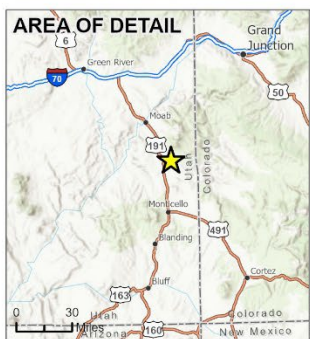 AREA OF DETAIL
6
Grand
Junction
Green River
70
50
Moab
191
Utah
Colorado
Monticello
491
Blanding
Cortez
Bluff
163
Colorado
Utah
Arizona
160
New Mexico
0 30
Miles